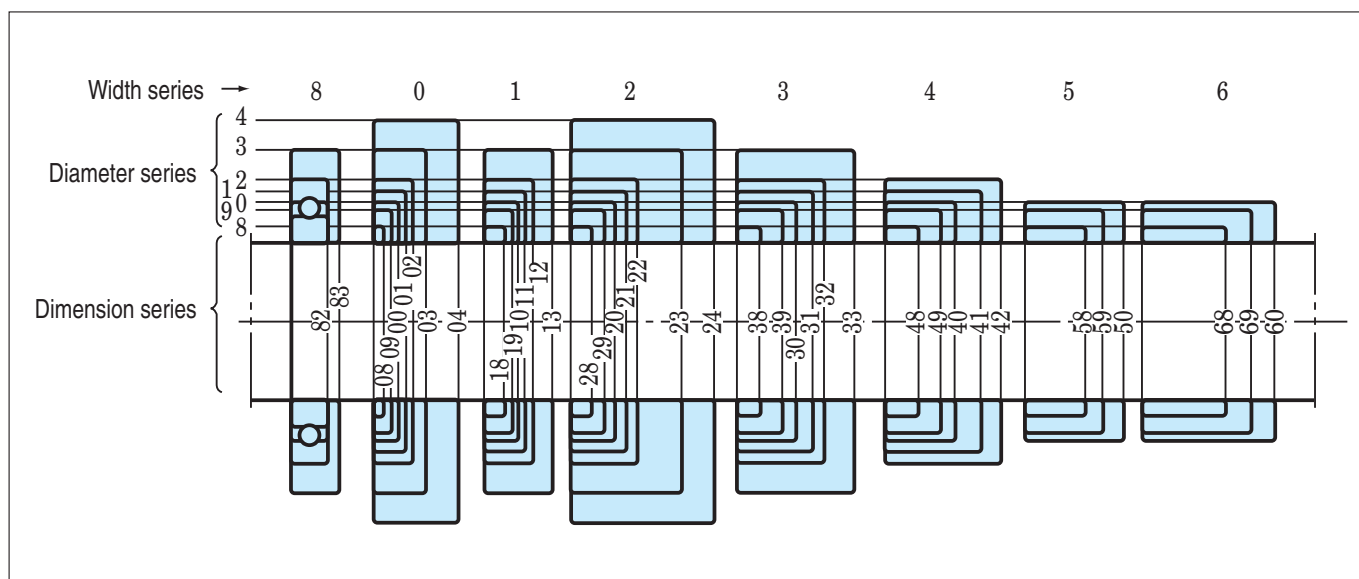 Width series → 8 0 1 2 3 4 5 6
Diameter series
4
3
2
1
0
9
8
Dimension series
82 83
08 09 00 01 02 03 04
18 19 10 11 12 13
28 29 20 21 22 23 24
38 39 30 31 32 33
48 49 40 41 42
58 59 50
68 69 60